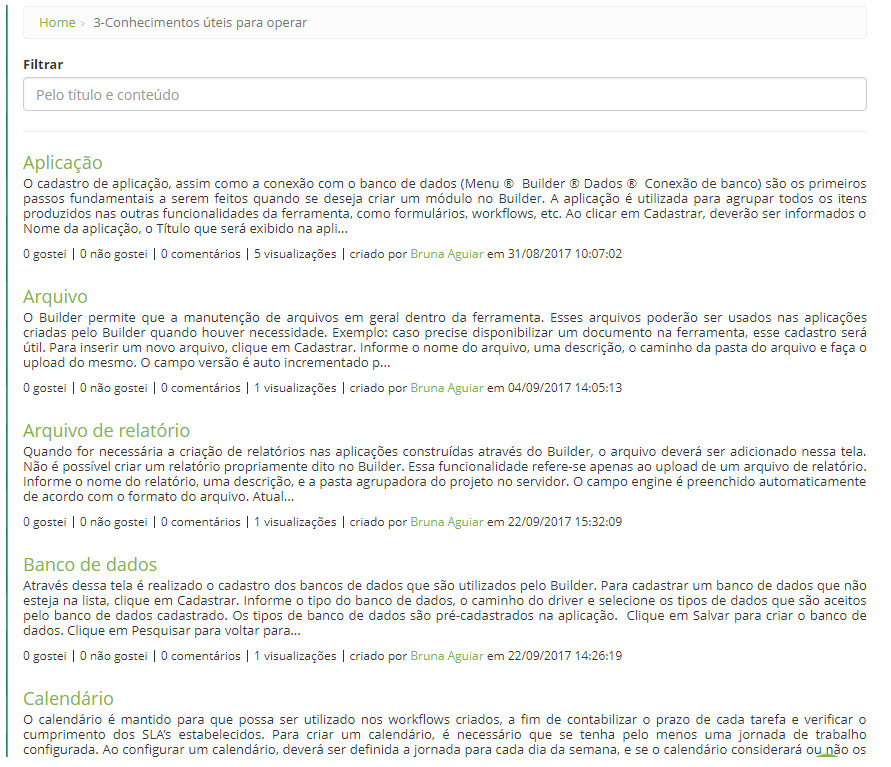 Home › 3-Conhecimentos úteis para operar
Filtrar
Pelo título e conteúdo
Aplicação
O cadastro de aplicação, assim como a conexão com o banco de dados (Menu ® Builder ® Dados ® Conexão de banco) são os primeiros
passos fundamentais a serem feitos quando se deseja criar um módulo no Builder. A aplicação é utilizada para agrupar todos os itens
produzidos nas outras funcionalidades da ferramenta, como formulários, workflows, etc. Ao clicar em Cadastrar, deverão ser informados o
Nome da aplicação, o Título que será exibido na apli...
0 gostei | 0 não gostei | 0 comentários | 5 visualizações | criado por Bruna Aguiar em 31/08/2017 10:07:02
Arquivo
O Builder permite que a manutenção de arquivos em geral dentro da ferramenta. Esses arquivos poderão ser usados nas aplicações
criadas pelo Builder quando houver necessidade. Exemplo: caso precise disponibilizar um documento na ferramenta, esse cadastro será
útil. Para inserir um novo arquivo, clique em Cadastrar. Informe o nome do arquivo, uma descrição, o caminho da pasta do arquivo e faça o
upload do mesmo. O campo versão é auto incrementado p...
0 gostei | 0 não gostei | 0 comentários | 1 visualizações | criado por Bruna Aguiar em 04/09/2017 14:05:13
Arquivo de relatório
Quando for necessária a criação de relatórios nas aplicações construídas através do Builder, o arquivo deverá ser adicionado nessa tela.
Não é possível criar um relatório propriamente dito no Builder. Essa funcionalidade refere-se apenas ao upload de um arquivo de relatório.
Informe o nome do relatório, uma descrição, e a pasta agrupadora do projeto no servidor. O campo engine é preenchido automaticamente
de acordo com o formato do arquivo. Atual...
0 gostei | 0 não gostei | 0 comentários | 1 visualizações | criado por Bruna Aguiar em 22/09/2017 15:32:09
Banco de dados
Através dessa tela é realizado o cadastro dos bancos de dados que são utilizados pelo Builder. Para cadastrar um banco de dados que não
esteja na lista, clique em Cadastrar. Informe o tipo do banco de dados, o caminho do driver e selecione os tipos de dados que são aceitos
pelo banco de dados cadastrado. Os tipos de banco de dados são pré-cadastrados na aplicação. Clique em Salvar para criar o banco de
dados. Clique em Pesquisar para voltar para...
0 gostei | 0 não gostei | 0 comentários | 1 visualizações | criado por Bruna Aguiar em 22/09/2017 14:26:19
Calendário
O calendário é mantido para que possa ser utilizado nos workflows criados, a fim de contabilizar o prazo de cada tarefa e verificar o
cumprimento dos SLA's estabelecidos. Para criar um calendário, é necessário que se tenha pelo menos uma jornada de trabalho
configurada. Ao configurar um calendário, deverá ser definida a jornada para cada dia da semana, e se o calendário considerará ou não os